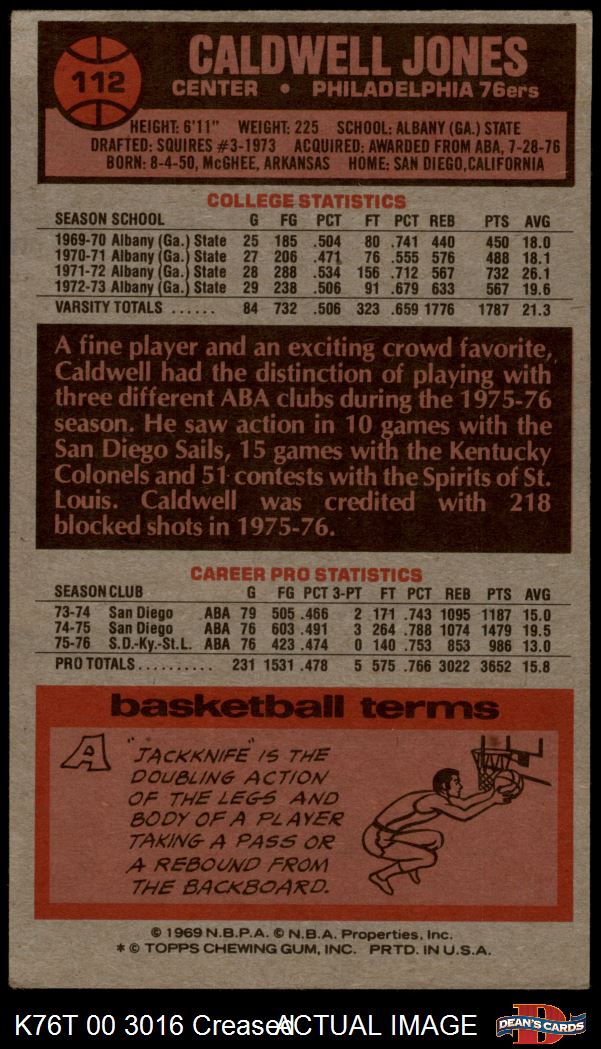 112
CALDWELL JONES
CENTER • PHILADELPHIA 76ers
HEIGHT: 6'11" WEIGHT: 225 SCHOOL: ALBANY (GA.) STATE
DRAFTED: SQUIRES #3-1973 ACQUIRED: AWARDED FROM ABA, 7-28-76
BORN: 8-4-50, McGHEE, ARKANSAS HOME: SAN DIEGO, CALIFORNIA
COLLEGE STATISTICS
SEASON SCHOOL G FG PCT FT PCT REB PTS AVG
1969-70 Albany (Ga.) State 25 185 .504 80 .741 440 450 18.0
1970-71 Albany (Ga.) State 27 206 .471 76 .555 576 488 18.1
1971-72 Albany (Ga.) State 28 288 .534 156 .712 567 732 26.1
1972-73 Albany (Ga.) State 29 238 .506 91 .679 633 567 19.6
VARSITY TOTALS ...... 84 732 .506 323 .659 1776 1787 21.3
A fine player and an exciting crowd favorite,
Caldwell had the distinction of playing with
three different ABA clubs during the 1975-76
season. He saw action in 10 games with the
San Diego Sails, 15 games with the Kentucky
Colonels and 51 contests with the Spirits of St.
Louis. Caldwell was credited with 218
blocked shots in 1975-76.
CAREER PRO STATISTICS
SEASON CLUB G FG PCT 3-PT FT PCT REB PTS AVG
73-74 San Diego ABA 79 505 .466 2 171 .743 1095 1187 15.0
74-75 San Diego ABA 76 603 .491 3 264 .788 1074 1479 19.5
75-76 S.D.-Ky.-St.L. ABA 76 423 .474 0 140 .753 853 986 13.0
PRO TOTALS.......... 231 1531 .478 5 575 .766 3022 3652 15.8
basketball terms
A "JACKKNIFE" IS THE
DOUBLING ACTION
OF THE LEGS AND
BODY OF A PLAYER
TAKING A PASS OR
A REBOUND FROM
THE BACKBOARD.
© 1969 N.B.P.A. © N.B.A. Properties, Inc.
* © TOPPS CHEWING GUM, INC. PRTD. IN U.S.A.
K76T 00 3016 Creased ACTUAL IMAGE
DEAN'S CARDS